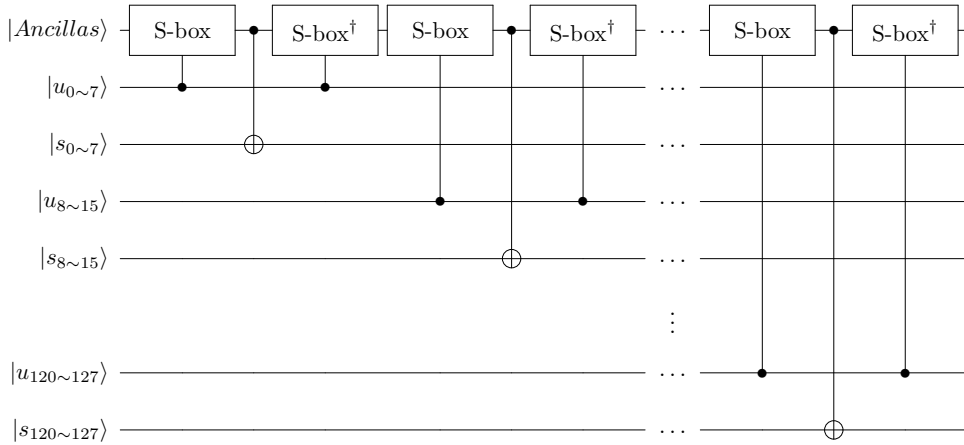 |Ancillas⟩ S-box S-box† S-box S-box† ... S-box S-box†
|u₀∼₇⟩ ...
|s₀∼₇⟩ ...
|u₈∼₁₅⟩ ...
|s₈∼₁₅⟩ ...
⋮
|u₁₂₀∼₁₂₇⟩ ...
|s₁₂₀∼₁₂₇⟩ ...